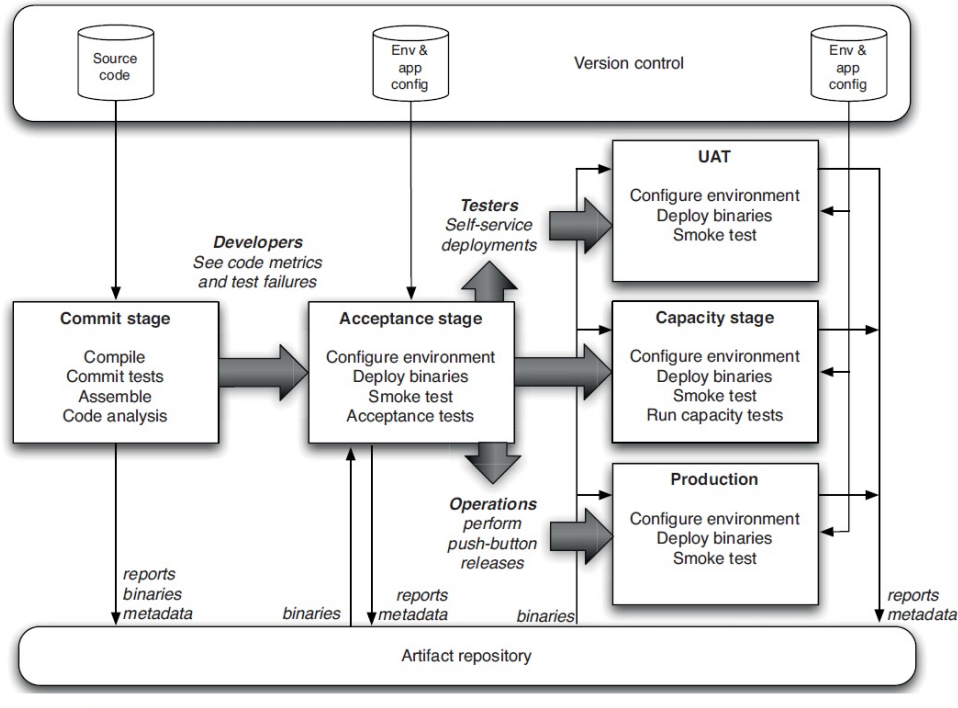 Source
code
Env &
app
config
Version control
Env &
app
config
UAT
Configure environment
Deploy binaries
Smoke test
Testers
Self-service
deployments
Developers
See code metrics
and test failures
Commit stage
Compile
Commit tests
Assemble
Code analysis
Acceptance stage
Configure environment
Deploy binaries
Smoke test
Acceptance tests
Capacity stage
Configure environment
Deploy binaries
Smoke test
Run capacity tests
Operations
perform
push-button
releases
Production
Configure environment
Deploy binaries
Smoke test
reports
binaries
metadata
binaries
reports
metadata
binaries
reports
metadata
Artifact repository